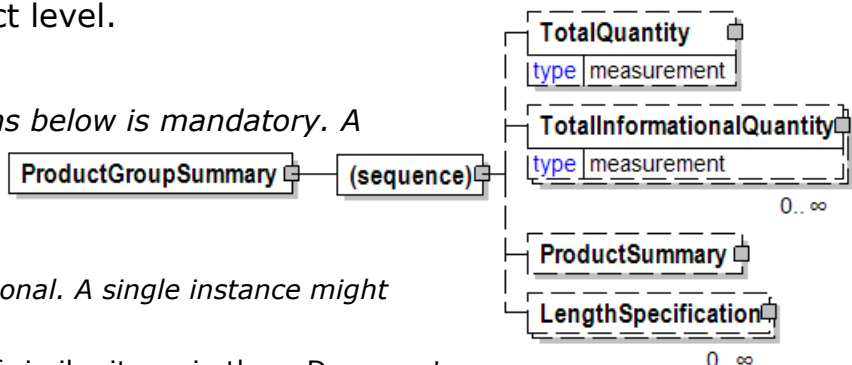 ct level.
TotalQuantity
type measurement
ns below is mandatory. A
TotalInformationalQuantity
type measurement
ProductGroupSummary
(sequence)
0.. ∞
ProductSummary
onal. A single instance might
LengthSpecification
0.. ∞